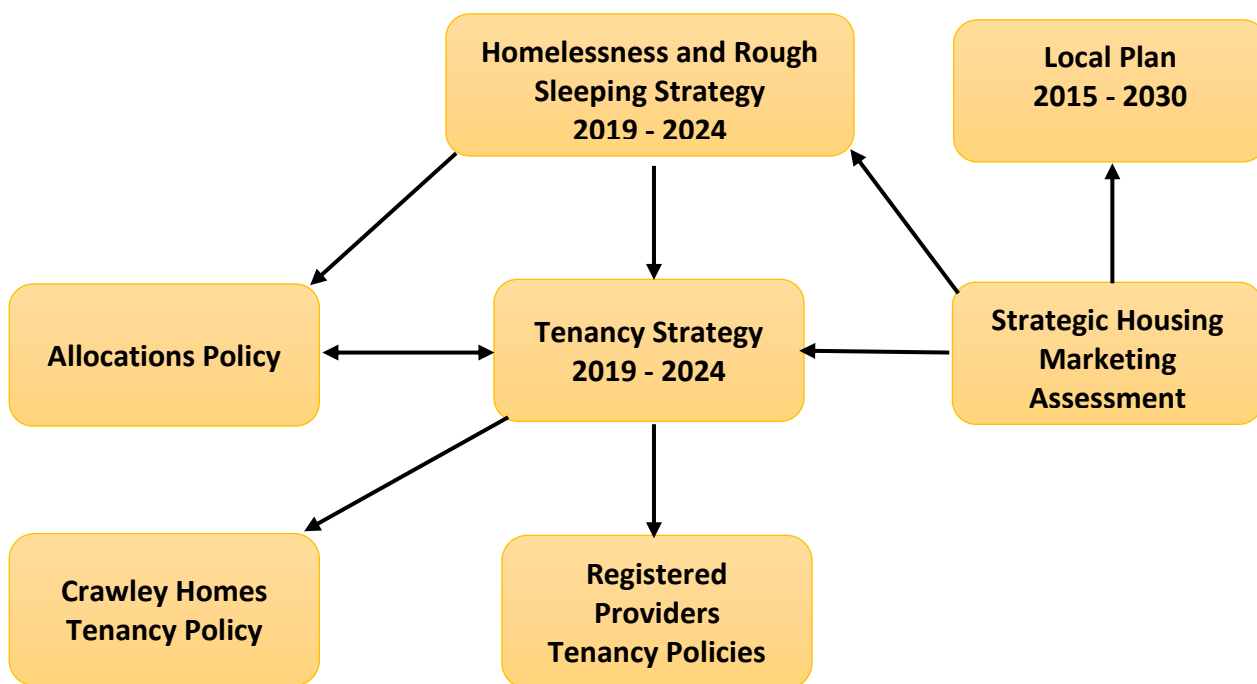 Homelessness and Rough
Sleeping Strategy
2019 - 2024
Local Plan
2015 - 2030
Allocations Policy
Tenancy Strategy
2019 - 2024
Strategic Housing
Marketing
Assessment
Crawley Homes
Tenancy Policy
Registered
Providers
Tenancy Policies